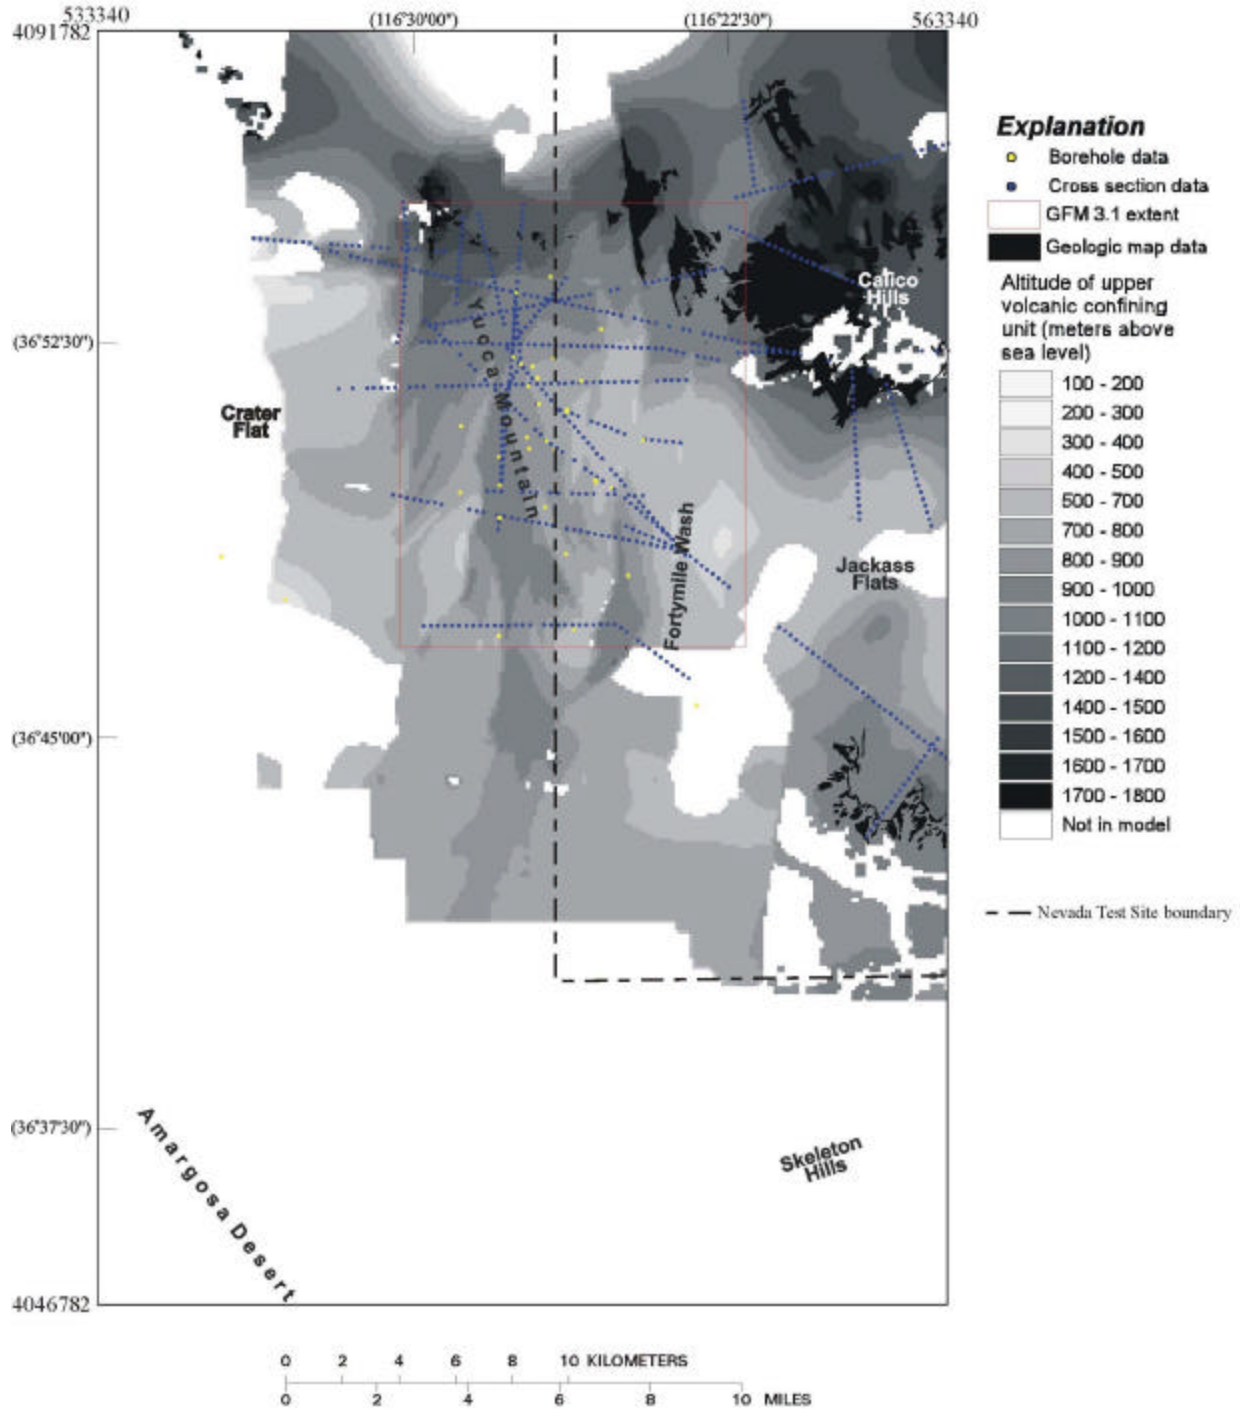 533340
(116°30'00")
(116°22'30")
563340
4091782
Explanation
Borehole data
Cross section data
GFM 3.1 extent
Geologic map data
Calico
Hills
Altitude of upper
volcanic confining
unit (meters above
sea level)
(36°52'30")
Yucca Mountain
Crater
Flat
100 - 200
200 - 300
300 - 400
400 - 500
500 - 700
700 - 800
800 - 900
900 - 1000
1000 - 1100
1100 - 1200
1200 - 1400
1400 - 1500
1500 - 1600
1600 - 1700
1700 - 1800
Not in model
Fortymile Wash
Jackass
Flats
(36°45'00")
Nevada Test Site boundary
(36°37'30")
Amargosa Desert
Skeleton
Hills
4046782
0 2 4 6 8 10 KILOMETERS
0 2 4 6 8 10 MILES